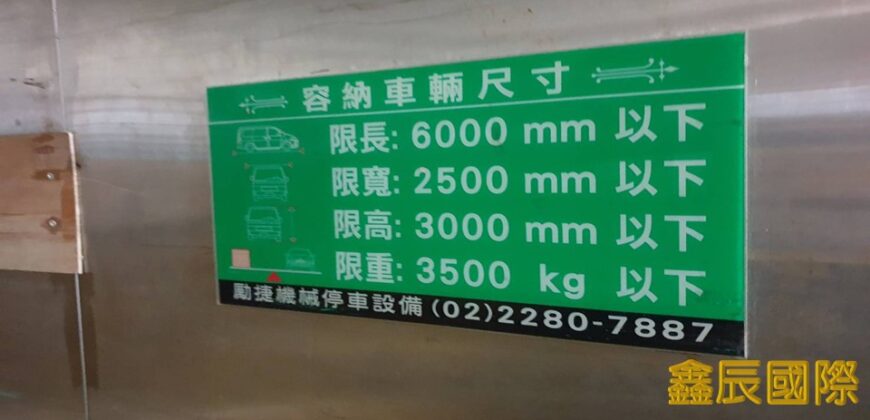 容納車輛尺寸
限長: 6000 mm 以下
限寬: 2500 mm 以下
限高: 3000 mm 以下
限重: 3500 kg 以下
勵捷機械停車設備 (02)2280-7887
鑫辰國際